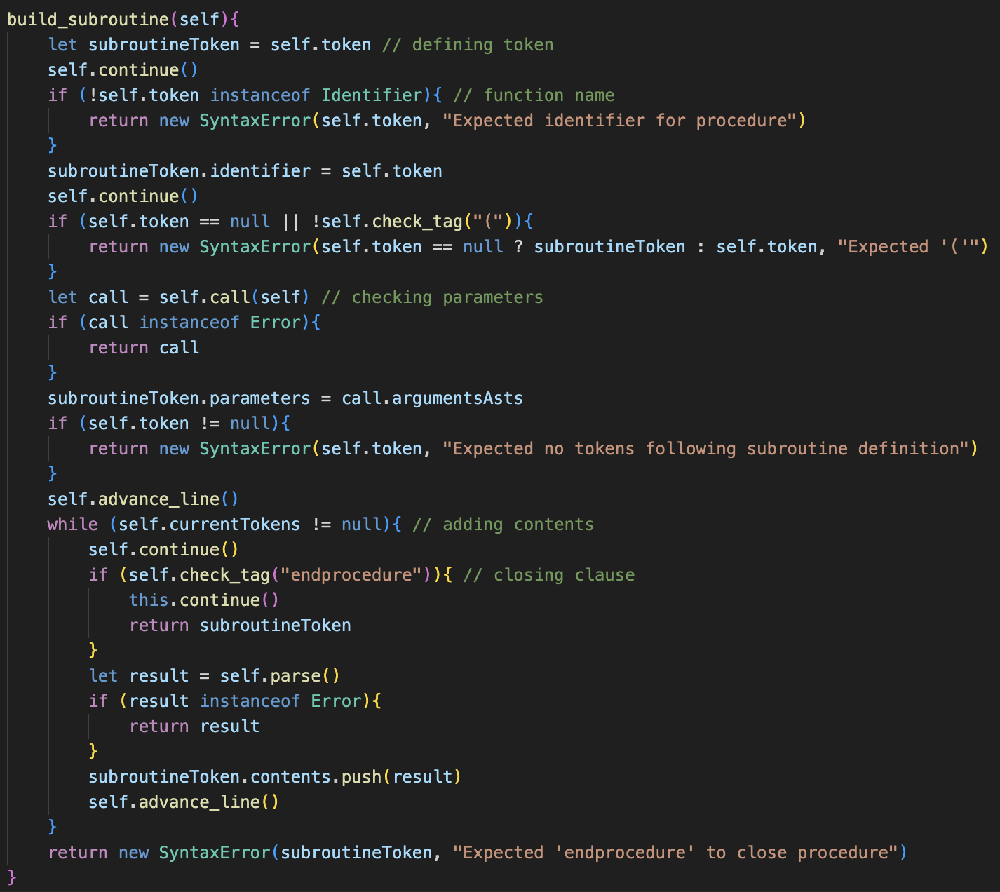 build_subroutine(self){
    let subroutineToken = self.token // defining token
    self.continue()
    if (!self.token instanceof Identifier){ // function name
        return new SyntaxError(self.token, "Expected identifier for procedure")
    }
    subroutineToken.identifier = self.token
    self.continue()
    if (self.token == null || !self.check_tag("(")){
        return new SyntaxError(self.token == null ? subroutineToken : self.token, "Expected '('")
    }
    let call = self.call(self) // checking parameters
    if (call instanceof Error){
        return call
    }
    subroutineToken.parameters = call.argumentsAsts
    if (self.token != null){
        return new SyntaxError(self.token, "Expected no tokens following subroutine definition")
    }
    self.advance_line()
    while (self.currentTokens != null){ // adding contents
        self.continue()
        if (self.check_tag("endprocedure")){ // closing clause
            this.continue()
            return subroutineToken
        }
        let result = self.parse()
        if (result instanceof Error){
            return result
        }
        subroutineToken.contents.push(result)
        self.advance_line()
    }
    return new SyntaxError(subroutineToken, "Expected 'endprocedure' to close procedure")
}